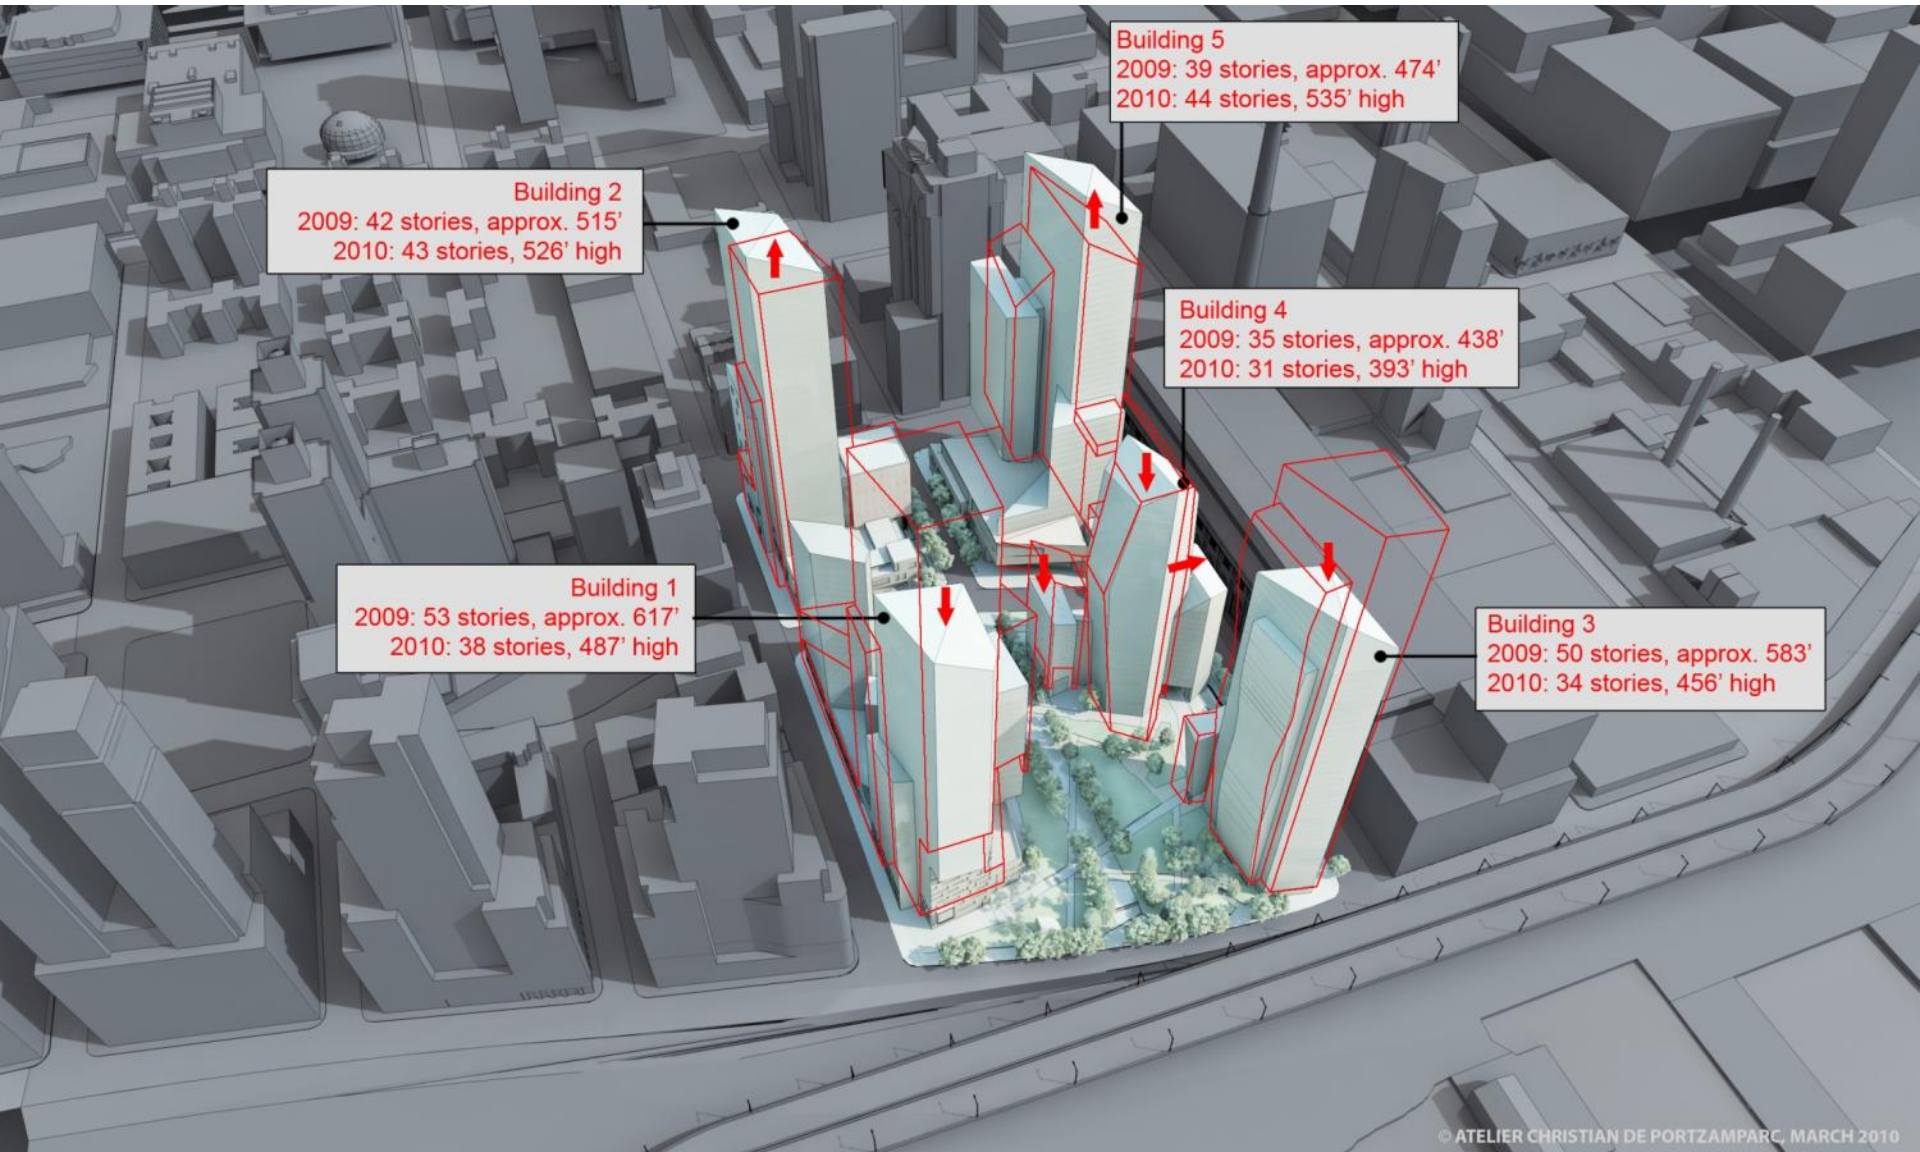 Building 5
2009: 39 stories, approx. 474’
2010: 44 stories, 535’ high
Building 2
2009: 42 stories, approx. 515’
2010: 43 stories, 526’ high
Building 4
2009: 35 stories, approx. 438’
2010: 31 stories, 393’ high
Building 1
2009: 53 stories, approx. 617’
2010: 38 stories, 487’ high
Building 3
2009: 50 stories, approx. 583’
2010: 34 stories, 456’ high
© ATELIER CHRISTIAN DE PORTZAMPARC, MARCH 2010